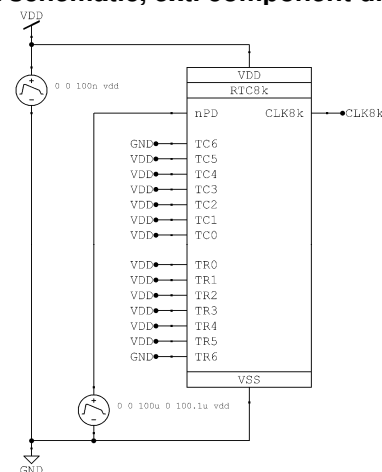 schematic, component
VDD
0 0 100n vdd
VDD
RTC8k
nPD CLK8k CLK8k
GND TC6
VDD TC5
VDD TC4
VDD TC3
VDD TC2
VDD TC1
VDD TC0
VDD TR0
VDD TR1
VDD TR2
VDD TR3
VDD TR4
VDD TR5
GND TR6
VSS
0 0 100u 0 100.1u vdd
GND